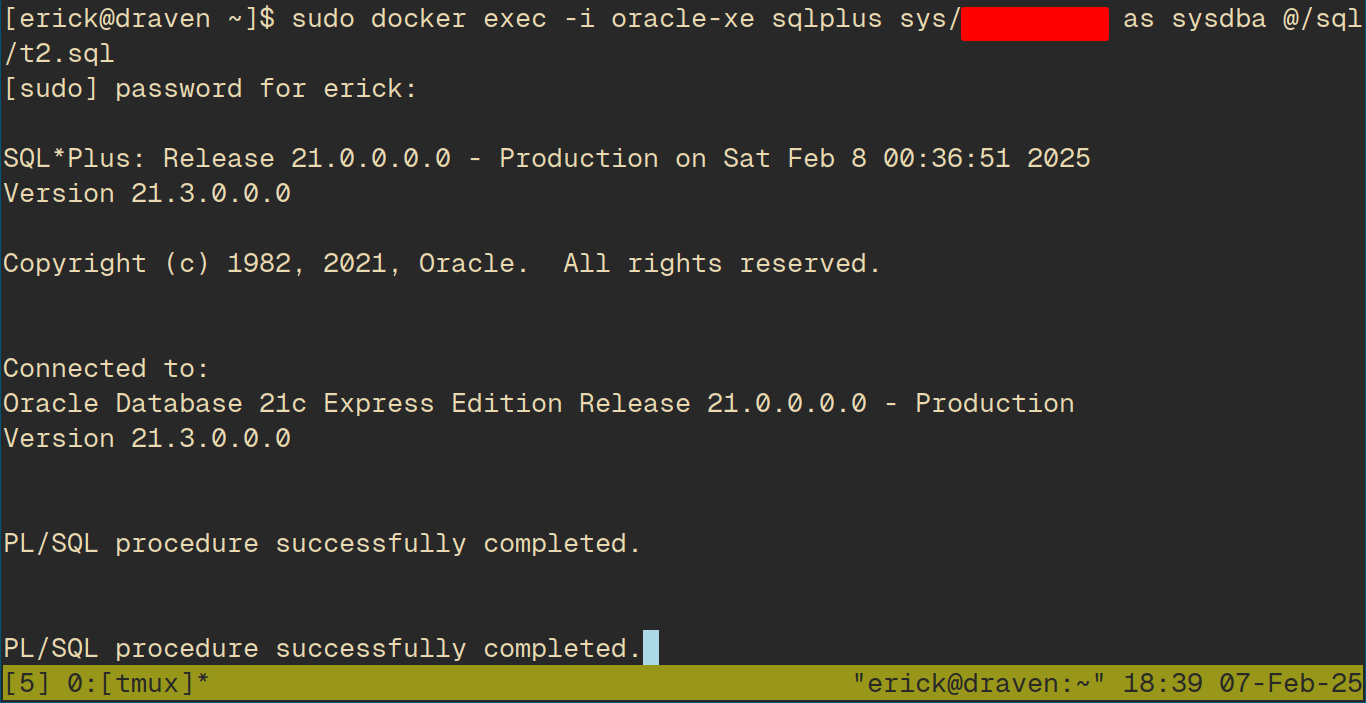 [erick@draven ~]$ sudo docker exec -i oracle-xe sqlplus sys/ as sysdba @/sql
/t2.sql
[sudo] password for erick:
SQL*Plus: Release 21.0.0.0.0 - Production on Sat Feb 8 00:36:51 2025
Version 21.3.0.0.0
Copyright (c) 1982, 2021, Oracle.  All rights reserved.
Connected to:
Oracle Database 21c Express Edition Release 21.0.0.0.0 - Production
Version 21.3.0.0.0
PL/SQL procedure successfully completed.
PL/SQL procedure successfully completed.
[5] 0:[tmux]* "erick@draven:~" 18:39 07-Feb-25